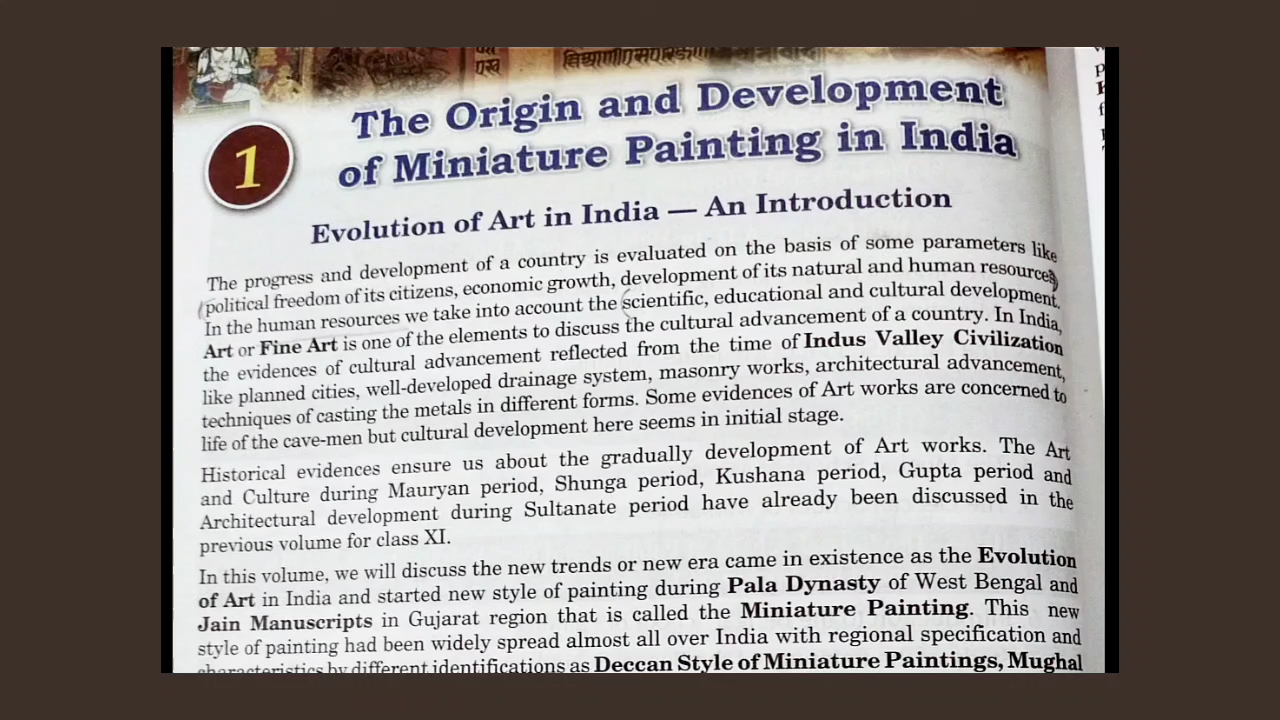 The Origin and Development
of Miniature Painting in India
1
Evolution of Art in India — An Introduction
The progress and development of a country is evaluated on the basis of some parameters like
political freedom of its citizens, economic growth, development of its natural and human resources.
In the human resources we take into account the scientific, educational and cultural development.
Art or Fine Art is one of the elements to discuss the cultural advancement of a country. In India,
the evidences of cultural advancement reflected from the time of Indus Valley Civilization
like planned cities, well-developed drainage system, masonry works, architectural advancement,
techniques of casting the metals in different forms. Some evidences of Art works are concerned to
life of the cave-men but cultural development here seems in initial stage.
Historical evidences ensure us about the gradually development of Art works. The Art
and Culture during Mauryan period, Shunga period, Kushana period, Gupta period and
Architectural development during Sultanate period have already been discussed in the
previous volume for class XI.
In this volume, we will discuss the new trends or new era came in existence as the Evolution
of Art in India and started new style of painting during Pala Dynasty of West Bengal and
Jain Manuscripts in Gujarat region that is called the Miniature Painting. This new
style of painting had been widely spread almost all over India with regional specification and
characteristics by different identifications as Deccan Style of Miniature Paintings, Mughal